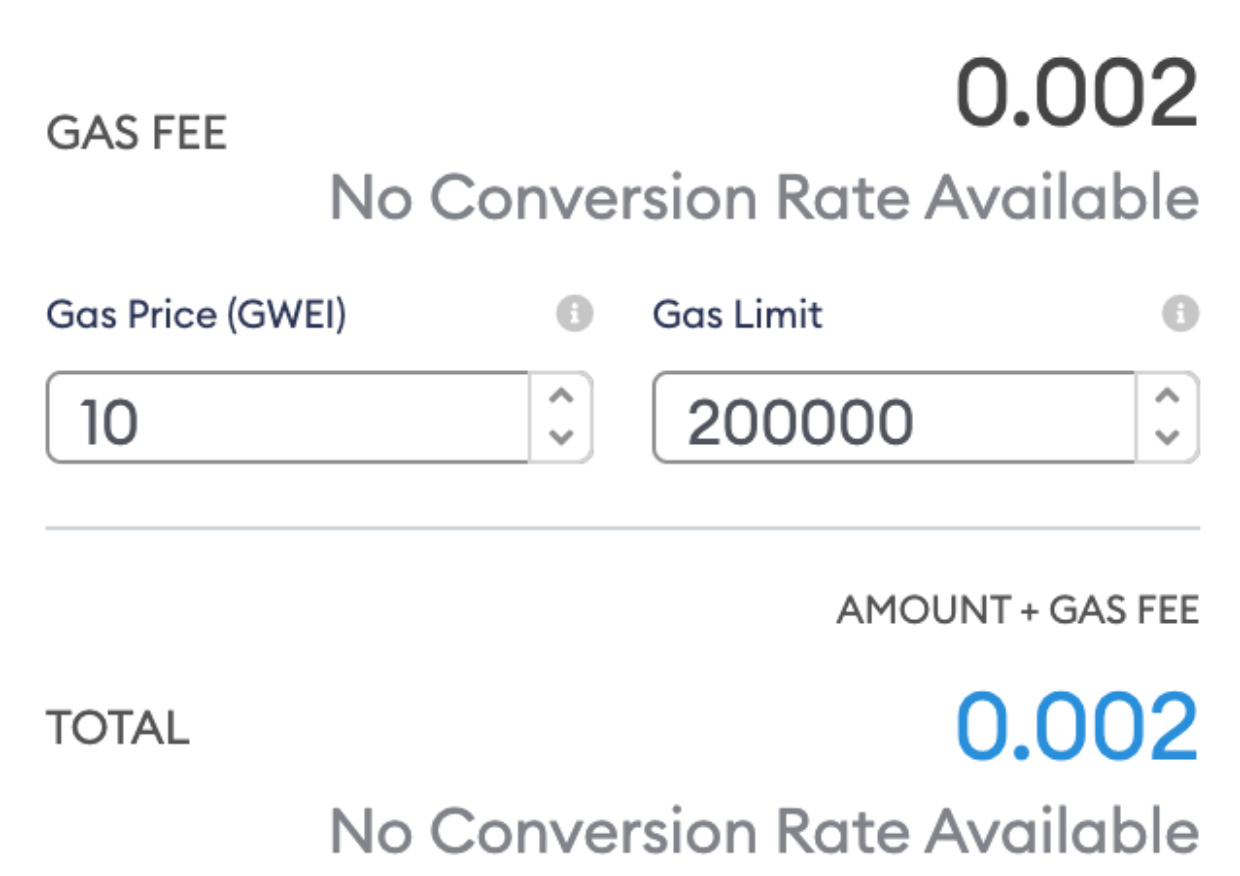 0.002
GAS FEE
No Conversion Rate Available
Gas Price (GWEI)
Gas Limit
10
200000
AMOUNT + GAS FEE
TOTAL
0.002
No Conversion Rate Available